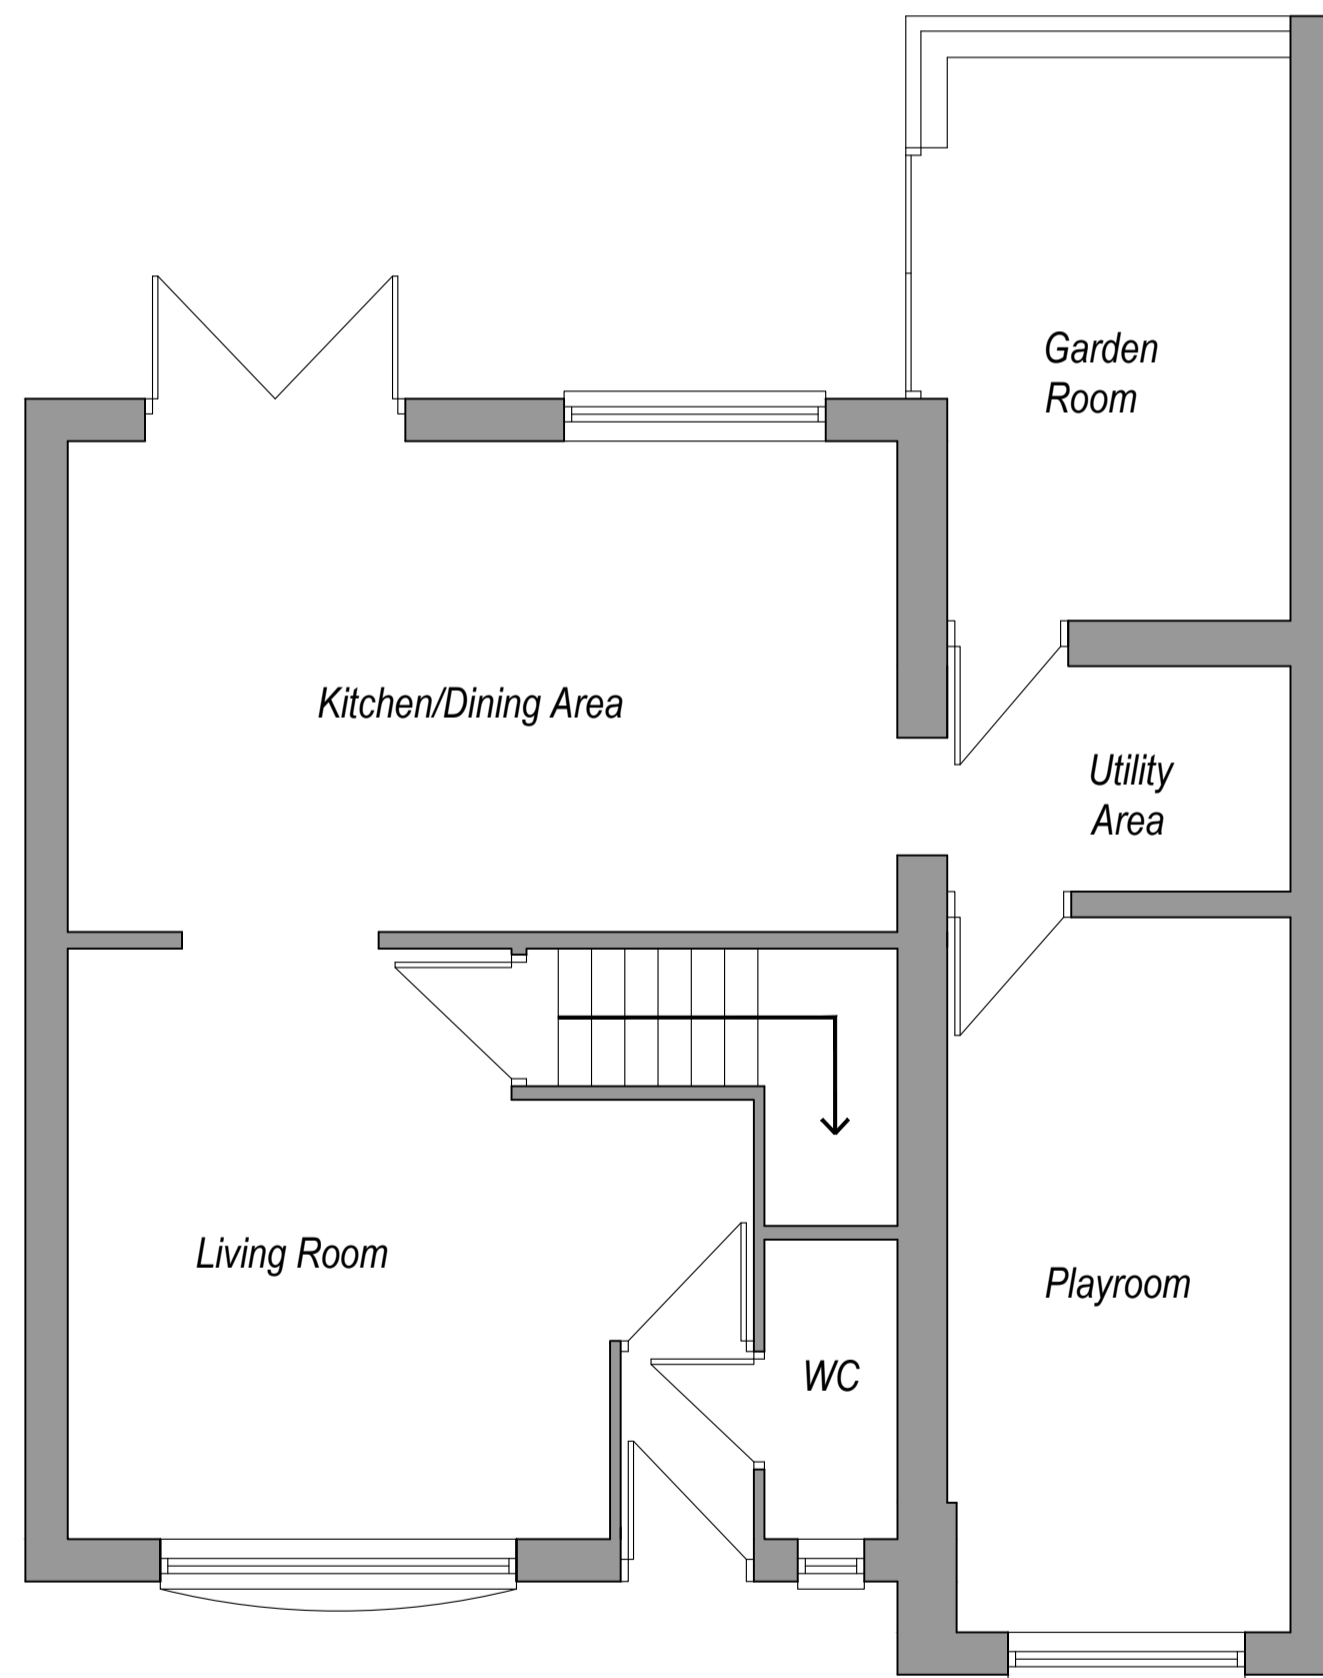 Garden
Room
Kitchen/Dining Area
Utility
Area
Living Room
Playroom
WC